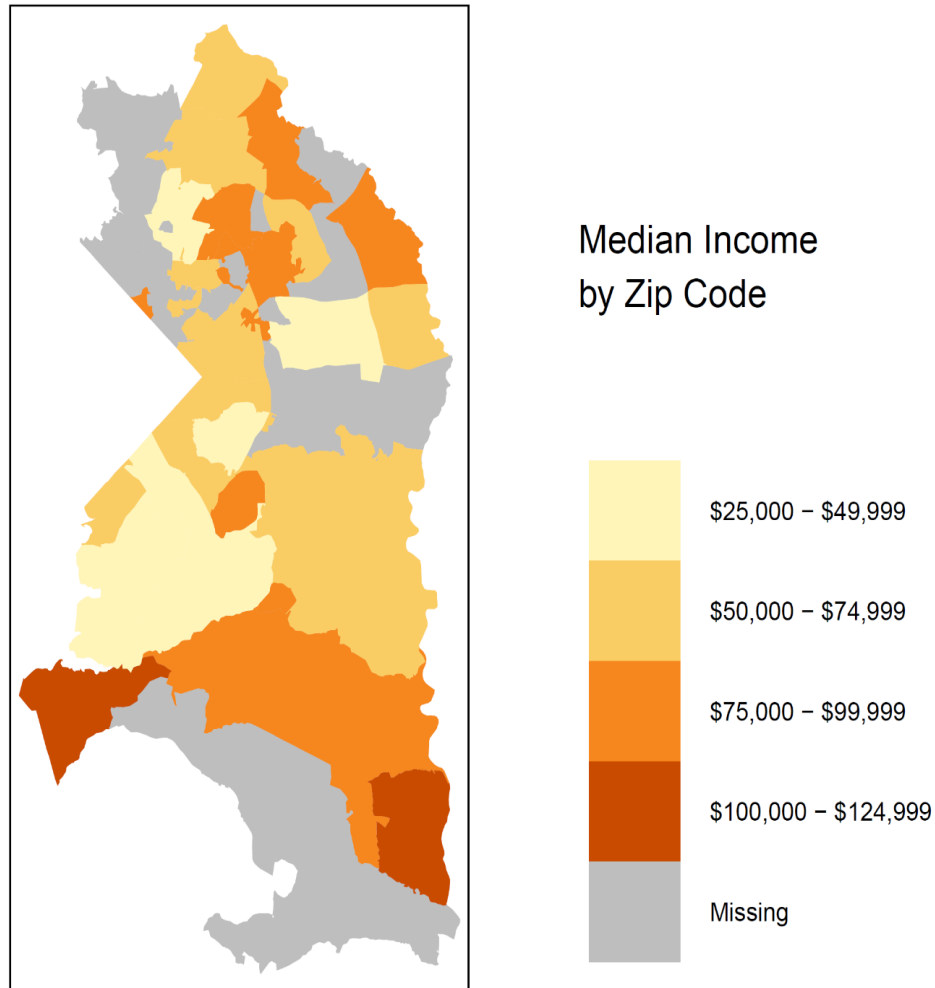 Median Income
by Zip Code
$25,000 − $49,999
$50,000 − $74,999
$75,000 − $99,999
$100,000 − $124,999
Missing